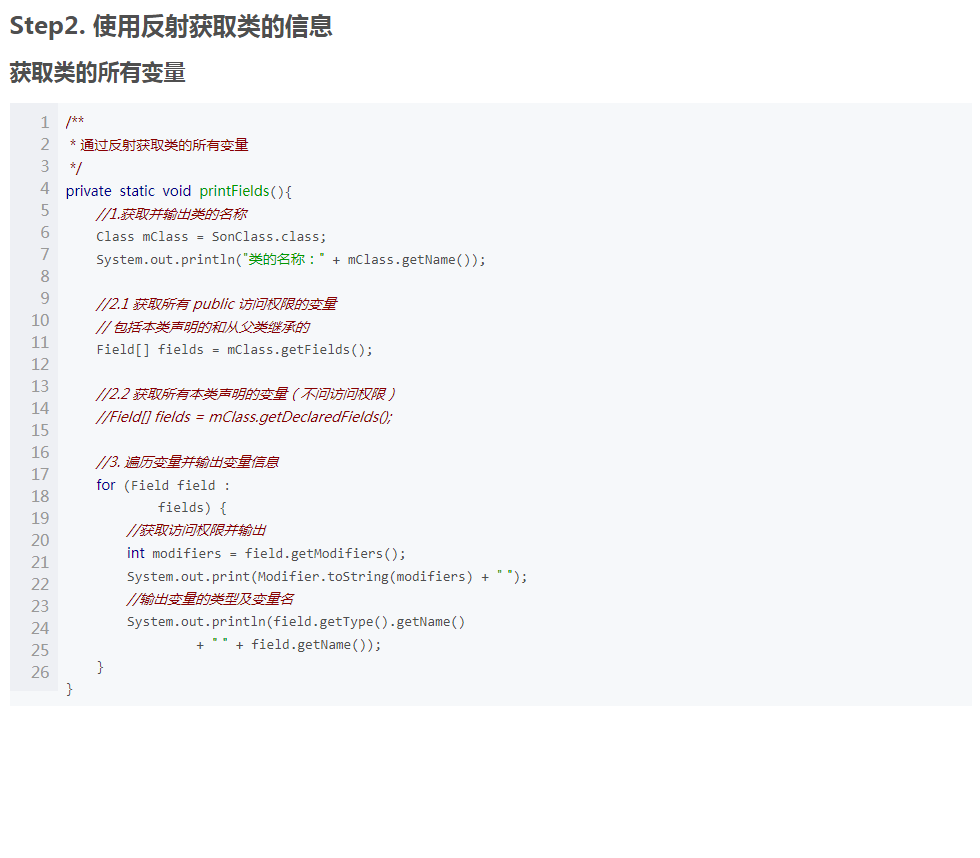 Step2. 使用反射获取类的信息
获取类的所有变量
1 /**
2  * 通过反射获取类的所有变量
3  */
4 private static void printFields(){
5     //1.获取并输出类的名称
6     Class mClass = SonClass.class;
7     System.out.println("类的名称：" + mClass.getName());
8
9     //2.1 获取所有 public 访问权限的变量
10     // 包括本类声明的和从父类继承的
11     Field[] fields = mClass.getFields();
12
13     //2.2 获取所有本类声明的变量（不问访问权限）
14     //Field[] fields = mClass.getDeclaredFields();
15
16     //3. 遍历变量并输出变量信息
17     for (Field field :
18             fields) {
19         //获取访问权限并输出
20         int modifiers = field.getModifiers();
21         System.out.print(Modifier.toString(modifiers) + " ");
22         //输出变量的类型及变量名
23         System.out.println(field.getType().getName()
24                  + " " + field.getName());
25     }
26 }